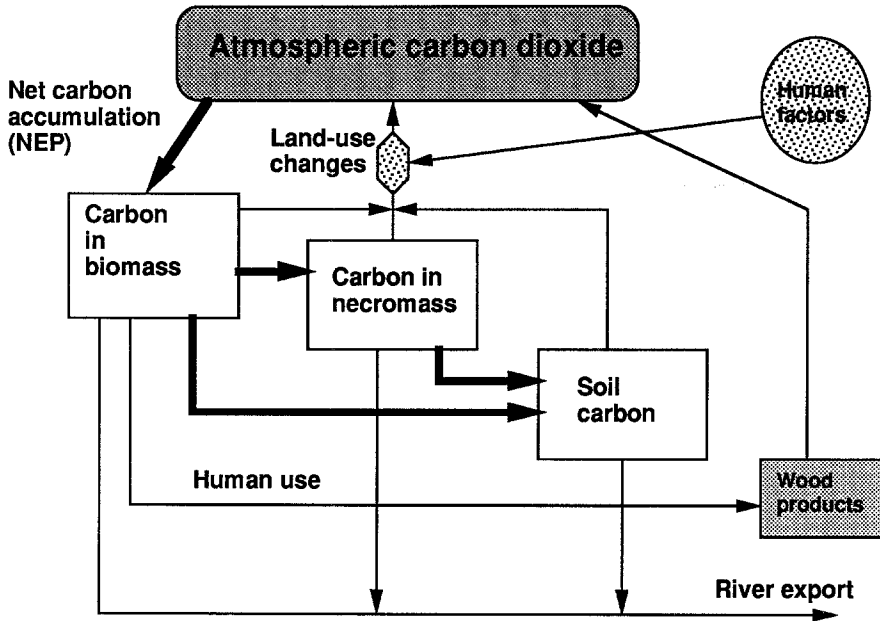 Atmospheric carbon dioxide
Net carbon
accumulation
(NEP)
Land-use
changes
Human
factors
Carbon
in
biomass
Carbon in
necromass
Soil
carbon
Human use
Wood
products
River export